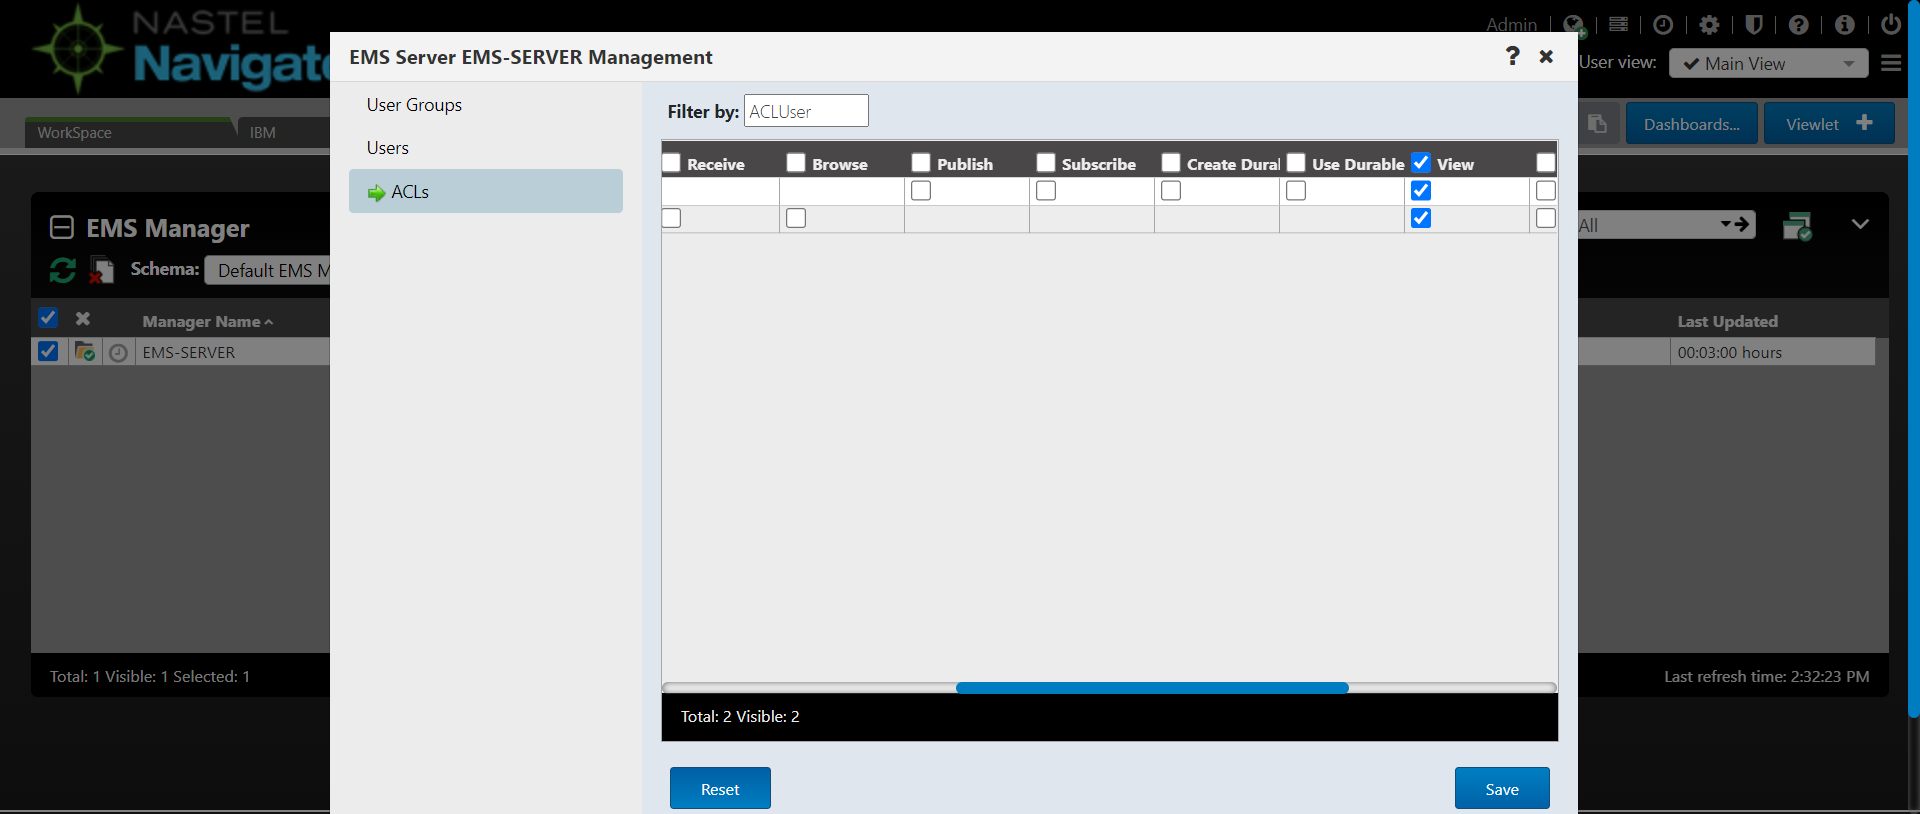 NASTEL
Navigat
Admin
User view:
Main View
WorkSpace
IBM
Dashboards...
Viewlet
EMS Server EMS-SERVER Management
?
User Groups
Users
ACLs
Filter by: ACLUser
Receive Browse Publish Subscribe Create Dural Use Durable View
Total: 2 Visible: 2
Reset
Save
EMS Manager
All
Schema: Default EMS M
Manager Name
Last Updated
EMS-SERVER
00:03:00 hours
Total: 1 Visible: 1 Selected: 1
Last refresh time: 2:32:23 PM